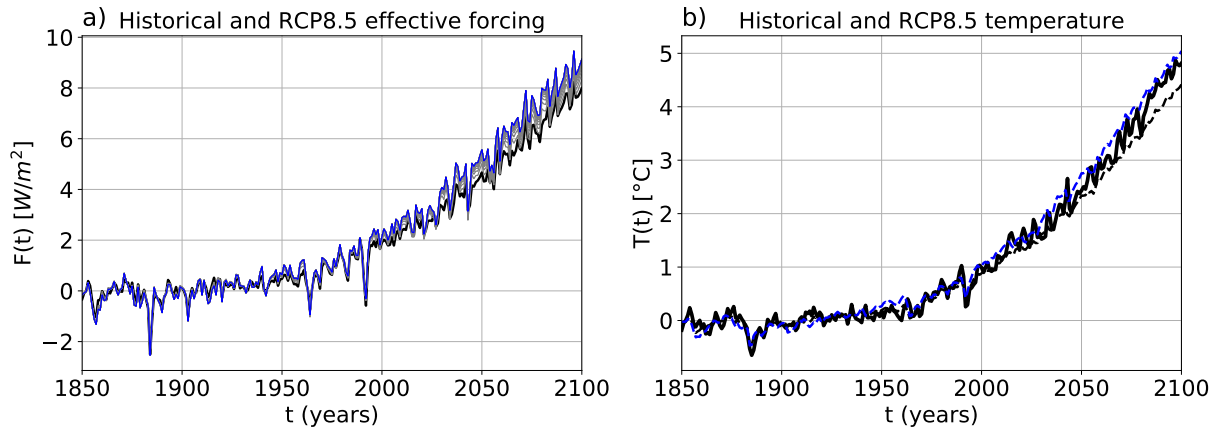 a) Historical and RCP8.5 effective forcing
F(t) [W/m²]
10
8
6
4
2
0
−2
1850 1900 1950 2000 2050 2100
t (years)
b) Historical and RCP8.5 temperature
T(t) [°C]
5
4
3
2
1
0
1850 1900 1950 2000 2050 2100
t (years)